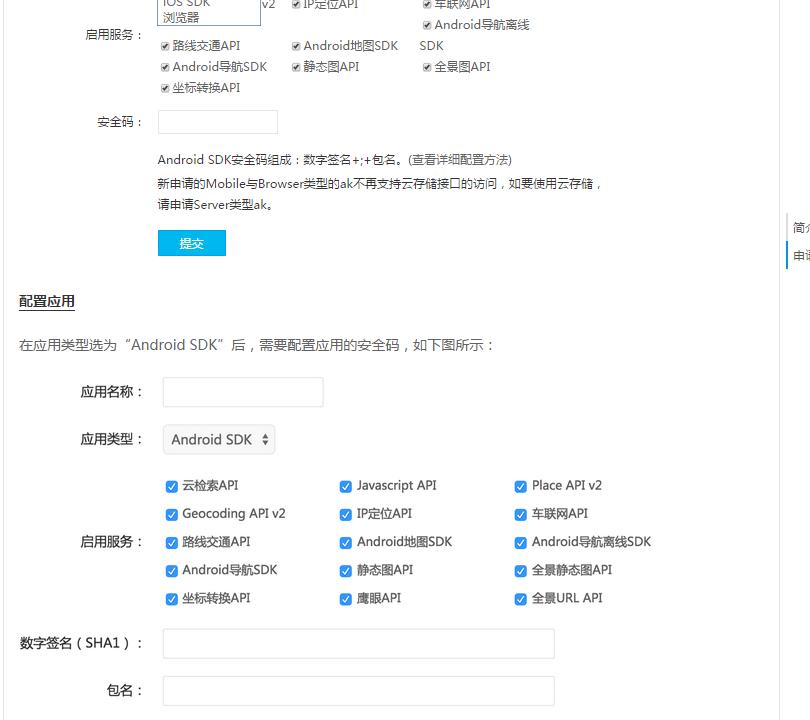 iOS SDK
浏览器
v2 IP定位API 车联网API
Android导航离线
启用服务：
路线交通API Android地图SDK SDK
Android导航SDK 静态图API 全景图API
坐标转换API
安全码：
Android SDK安全码组成：数字签名+;+包名。(查看详细配置方法)
新申请的Mobile与Browser类型的ak不再支持云存储接口的访问，如要使用云存储，
请申请Server类型ak。
提交
简介
申请
配置应用
在应用类型选为“Android SDK”后，需要配置应用的安全码，如下图所示：
应用名称：
应用类型： Android SDK
云检索API Javascript API Place API v2
Geocoding API v2 IP定位API 车联网API
启用服务： 路线交通API Android地图SDK Android导航离线SDK
Android导航SDK 静态图API 全景静态图API
坐标转换API 鹰眼API 全景URL API
数字签名（SHA1）：
包名：